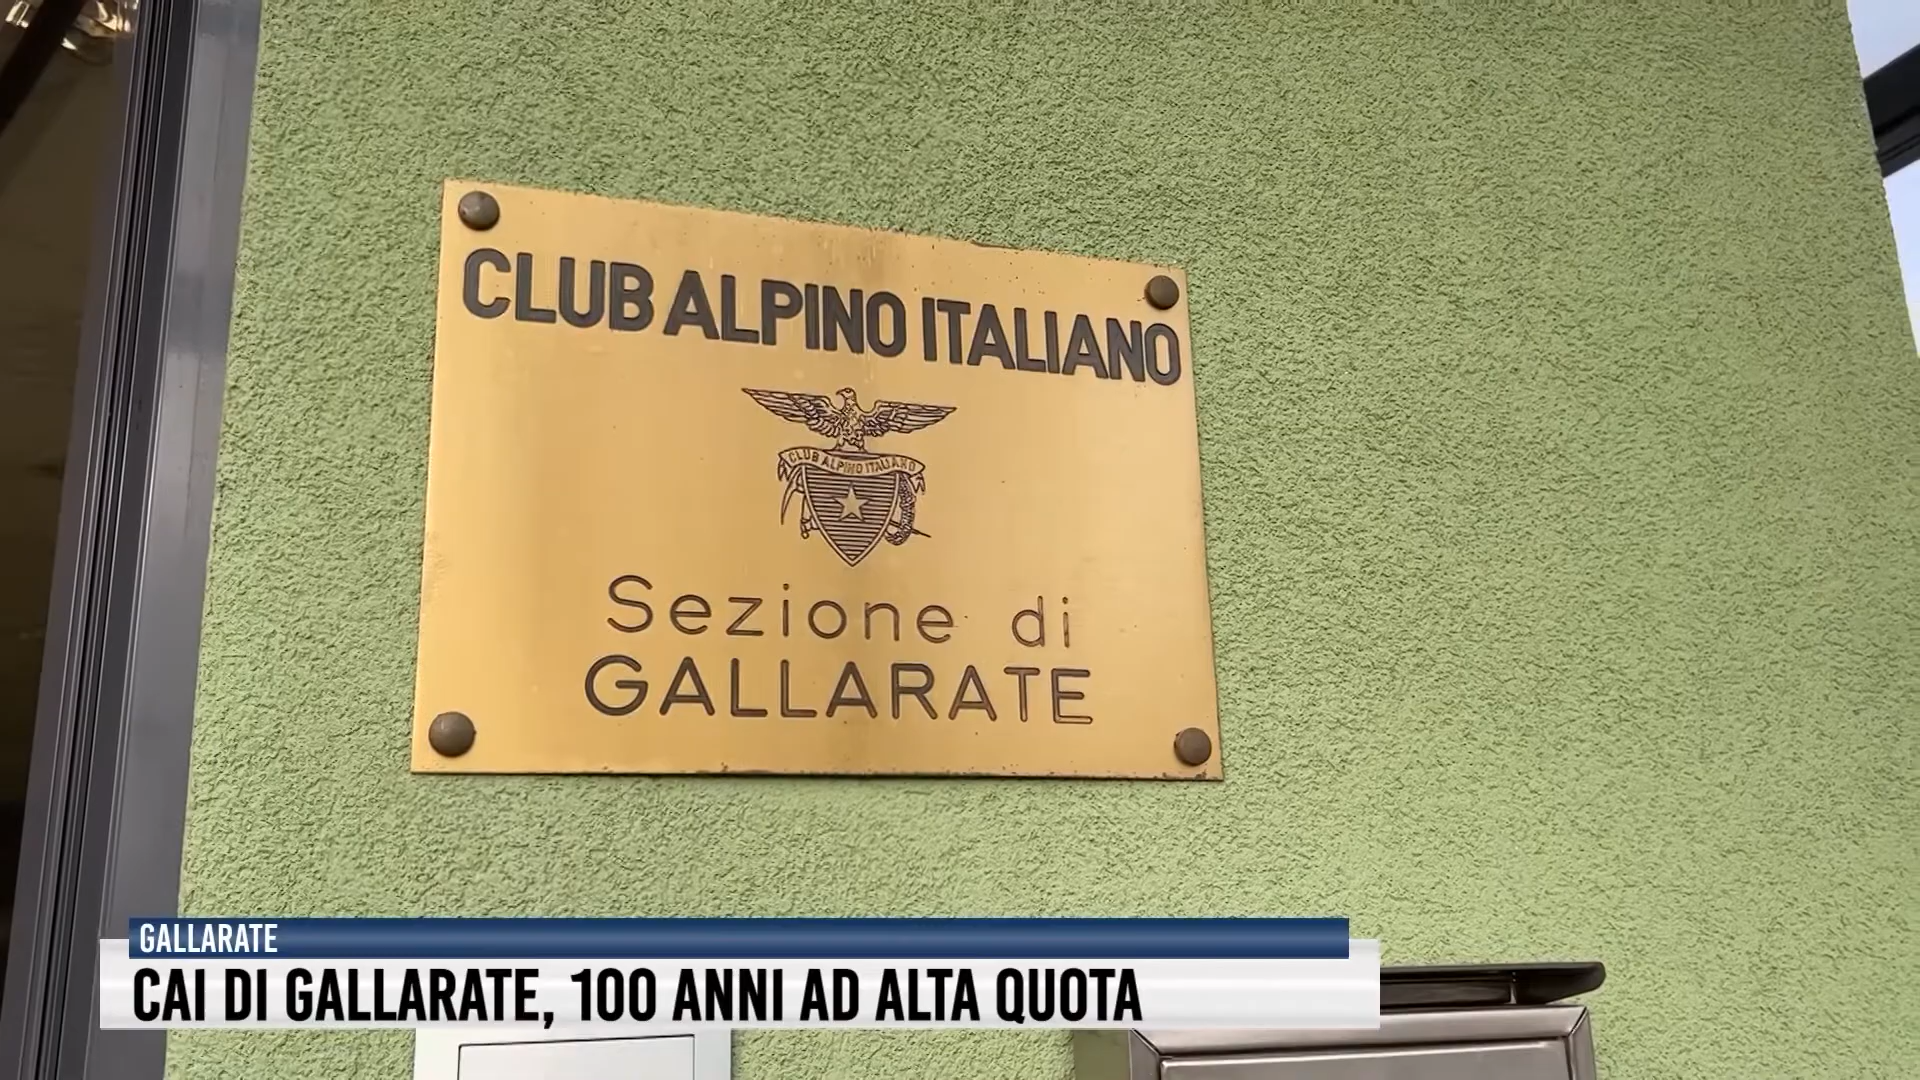 CLUB ALPINO ITALIANO
CLUB ALPINO ITALIANO
Sezione di
GALLARATE
GALLARATE
CAI DI GALLARATE, 100 ANNI AD ALTA QUOTA